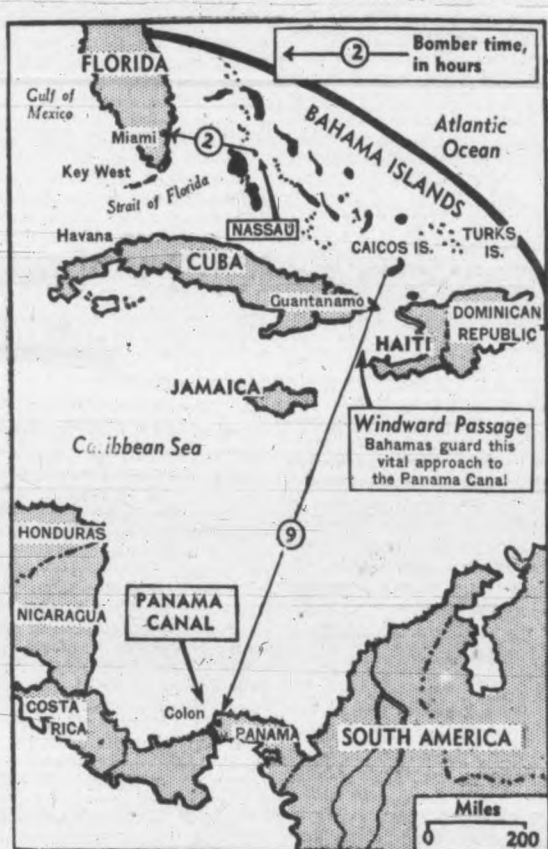 ② Bomber time,
in hours
FLORIDA
Gulf of
Mexico
Atlantic
Ocean
BAHAMA ISLANDS
Miami
②
Key West
Strait of Florida
NASSAU
Havana
CUBA
CAICOS IS.
TURKS
IS.
Guantanamo
DOMINICAN
REPUBLIC
HAITI
JAMAICA
Windward Passage
Bahamas guard this
vital approach to
the Panama Canal
Caribbean Sea
⑨
HONDURAS
NICARAGUA
PANAMA
CANAL
COSTA
RICA
Colon
PANAMA
SOUTH AMERICA
Miles
0 200